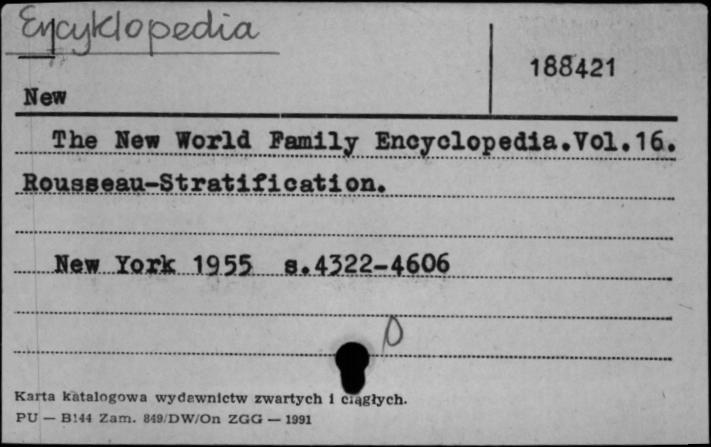 Encyklopedia
188421
New
The New World Family Encyclopedia.Vol.16.
Rousseau-Stratification.
New York 1955 s.4322-4606
Karta katalogowa wydawnictw zwartych i ciągłych.
PU — B144 Zam. 849/DW/On ZGG — 1991